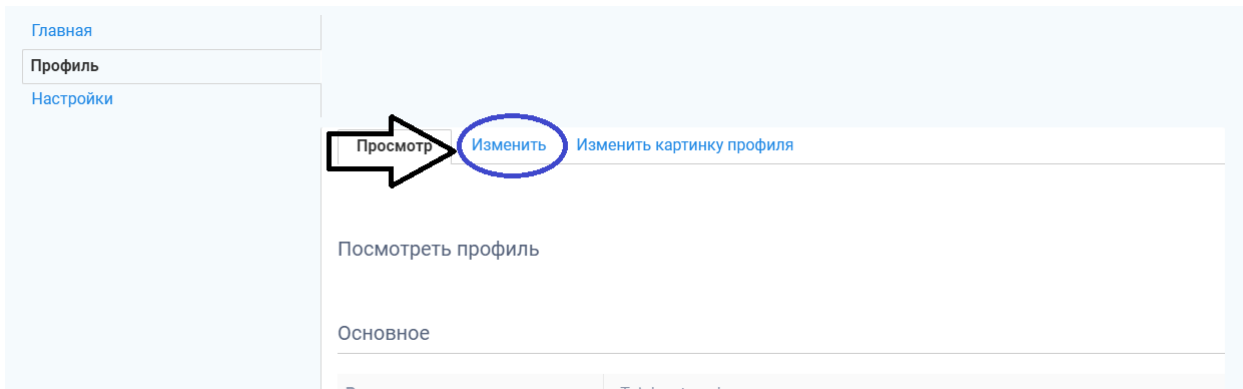 Главная
Профиль
Настройки
Просмотр Изменить Изменить картинку профиля
Посмотреть профиль
Основное